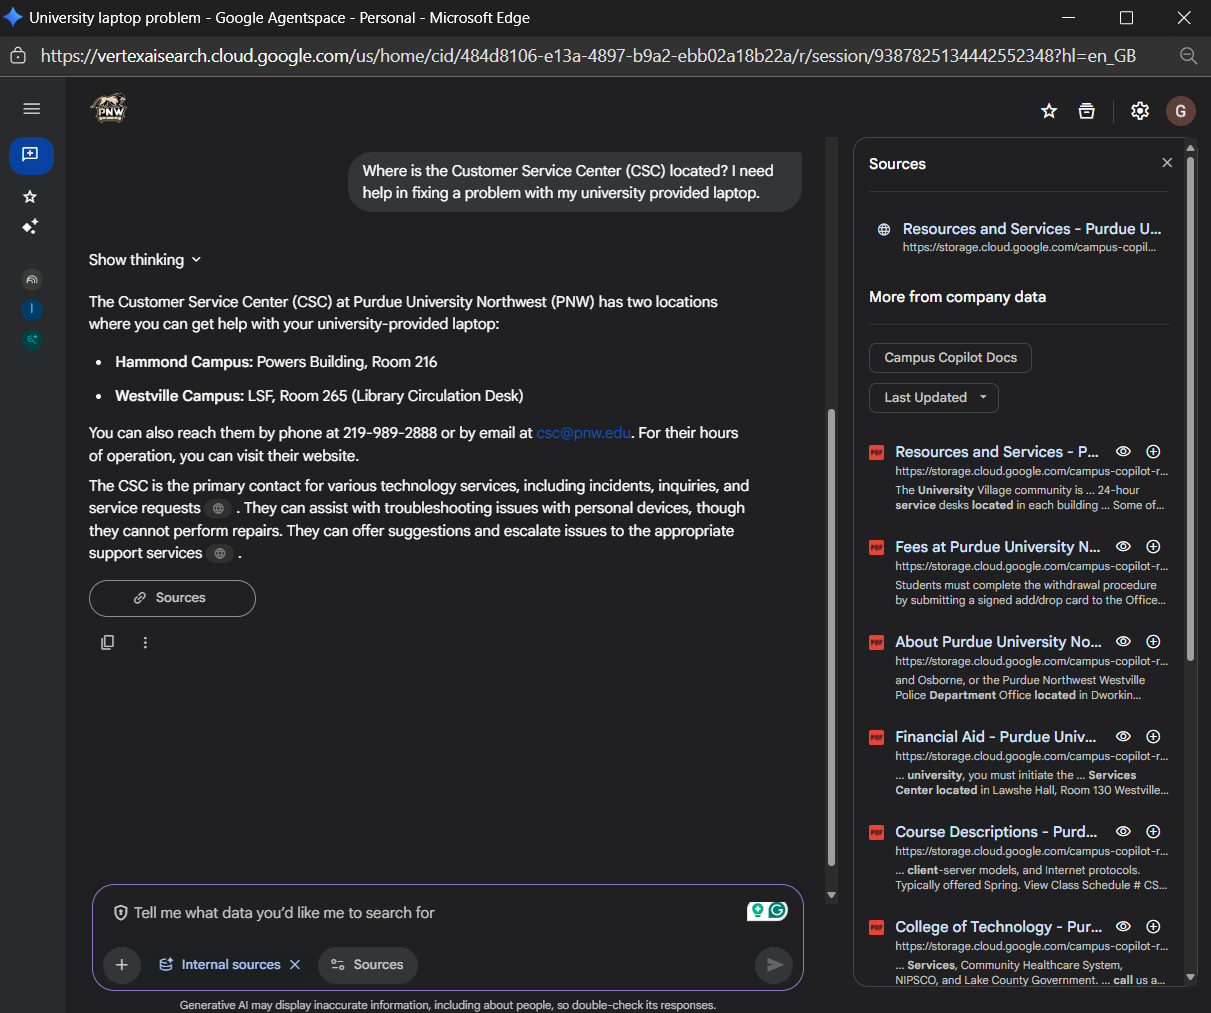 University laptop problem - Google Agentspace - Personal - Microsoft Edge
https://vertexaisearch.cloud.google.com/us/home/cid/484d8106-e13a-4897-b9a2-ebb02a18b22a/r/session/9387825134442552348?hl=en_GB
PNW
G
Where is the Customer Service Center (CSC) located? I need
help in fixing a problem with my university provided laptop.
Show thinking
The Customer Service Center (CSC) at Purdue University Northwest (PNW) has two locations
where you can get help with your university-provided laptop:
• Hammond Campus: Powers Building, Room 216
• Westville Campus: LSF, Room 265 (Library Circulation Desk)
You can also reach them by phone at 219-989-2888 or by email at csc@pnw.edu. For their hours
of operation, you can visit their website.
The CSC is the primary contact for various technology services, including incidents, inquiries, and
service requests . They can assist with troubleshooting issues with personal devices, though
they cannot perform repairs. They can offer suggestions and escalate issues to the appropriate
support services .
Sources
I
Tell me what data you'd like me to search for
Internal sources
Sources
Generative AI may display inaccurate information, including about people, so double-check its responses.
Sources
Resources and Services - Purdue U...
https://storage.cloud.google.com/campus-copil...
More from company data
Campus Copilot Docs
Last Updated
PDF
Resources and Services - P...
https://storage.cloud.google.com/campus-copilot-r...
The University Village community is ... 24-hour
service desks located in each building ... Some of...
PDF
Fees at Purdue University N...
https://storage.cloud.google.com/campus-copilot-r...
Students must complete the withdrawal procedure
by submitting a signed add/drop card to the Office...
PDF
About Purdue University No...
https://storage.cloud.google.com/campus-copilot-r...
and Osborne, or the Purdue Northwest Westville
Police Department Office located in Dworkin...
PDF
Financial Aid - Purdue Univ...
https://storage.cloud.google.com/campus-copilot-r...
... university, you must initiate the ... Services
Center located in Lawshe Hall, Room 130 Westville...
PDF
Course Descriptions - Purd...
https://storage.cloud.google.com/campus-copilot-r...
... client-server models, and Internet protocols.
Typically offered Spring. View Class Schedule # CS...
PDF
College of Technology - Pur...
https://storage.cloud.google.com/campus-copilot-r...
... Services, Community Healthcare System,
NIPSCO, and Lake County Government. ... call us a...